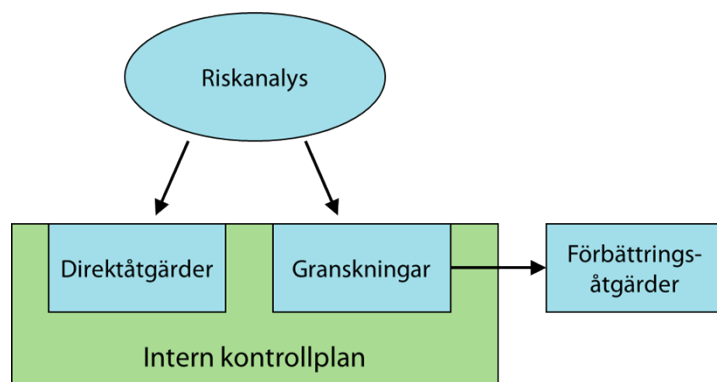 Riskanalys
Direktåtgärder
Granskningar
Förbättrings-
åtgärder
Intern kontrollplan